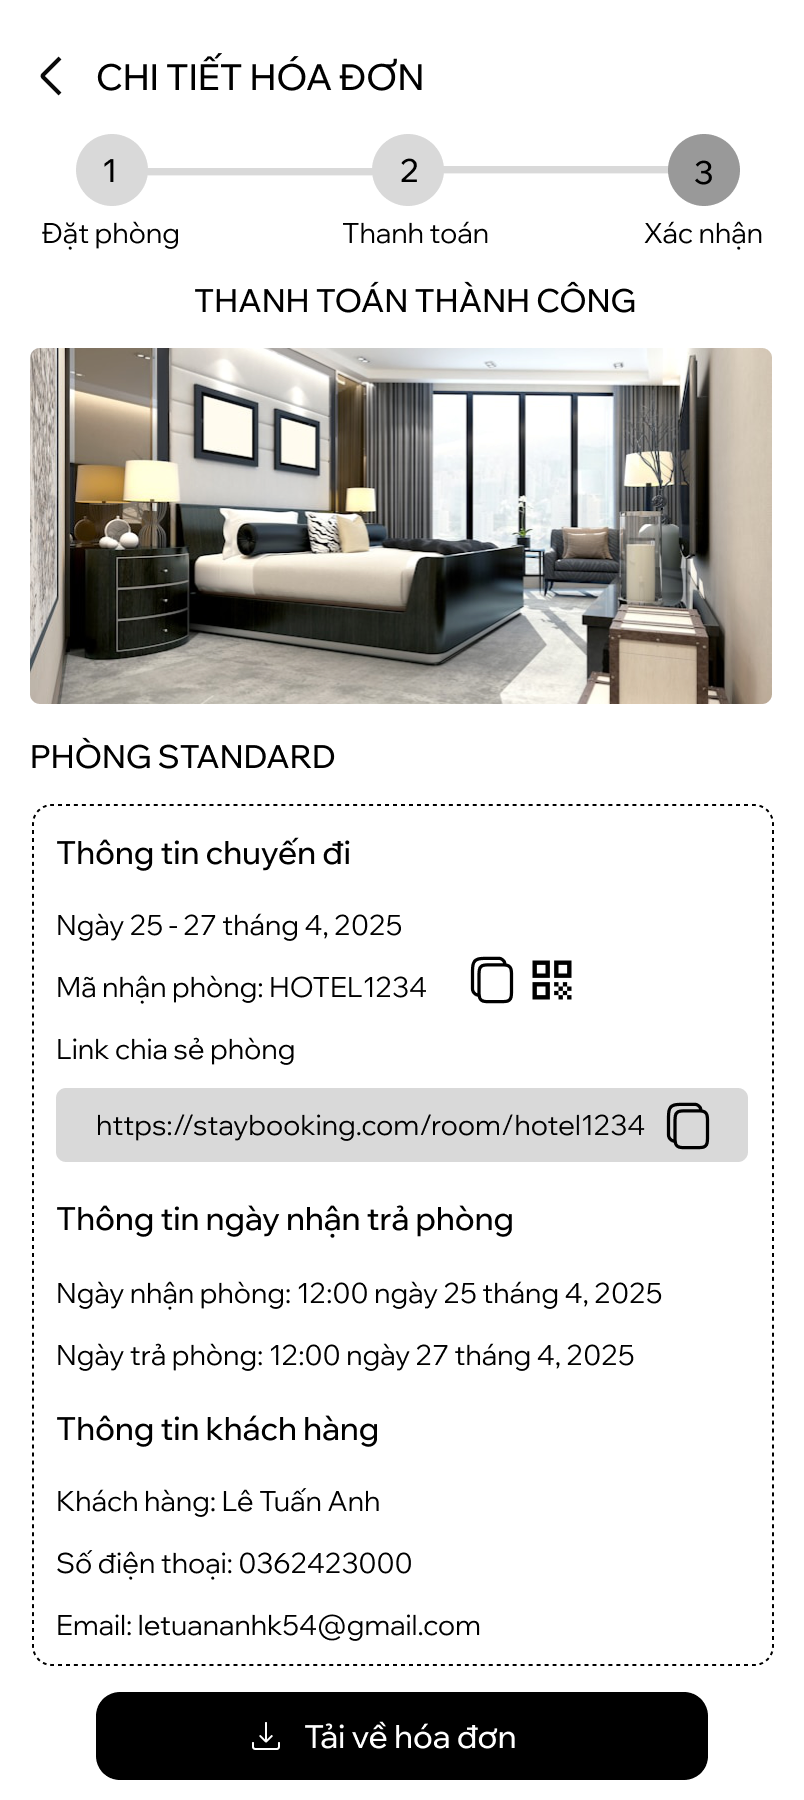 CHI TIẾT HÓA ĐƠN
1
2
3
Đặt phòng
Thanh toán
Xác nhận
THANH TOÁN THÀNH CÔNG
PHÒNG STANDARD
Thông tin chuyến đi
Ngày 25 - 27 tháng 4, 2025
Mã nhận phòng: HOTEL1234
Link chia sẻ phòng
https://staybooking.com/room/hotel1234
Thông tin ngày nhận trả phòng
Ngày nhận phòng: 12:00 ngày 25 tháng 4, 2025
Ngày trả phòng: 12:00 ngày 27 tháng 4, 2025
Thông tin khách hàng
Khách hàng: Lê Tuấn Anh
Số điện thoại: 0362423000
Email: letuananhk54@gmail.com
Tải về hóa đơn